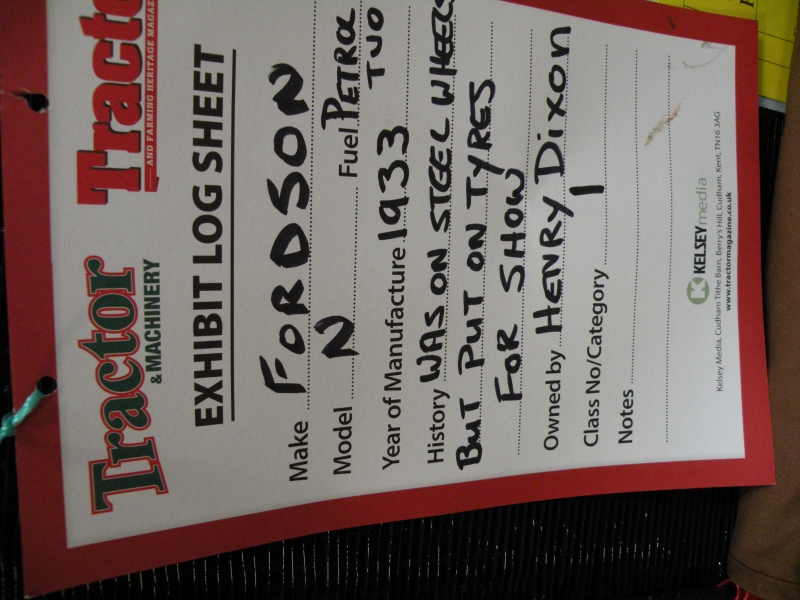 Tractor & MACHINERY
Tracto
AND FARMING HERITAGE MAGAZ
EXHIBIT LOG SHEET
Make FORDSON
Model N Fuel PETROL TVO
Year of Manufacture 1933
History WAS ON STEEL WHEELS
BUT PUT ON TYRES
FOR SHOW
Owned by HENRY Dixon
Class No/Category 1
Notes
KELSEY media
Kelsey Media, Cudham Tithe Barn, Berry's Hill, Cudham, Kent, TN16 3AG
www.tractormagazine.co.uk